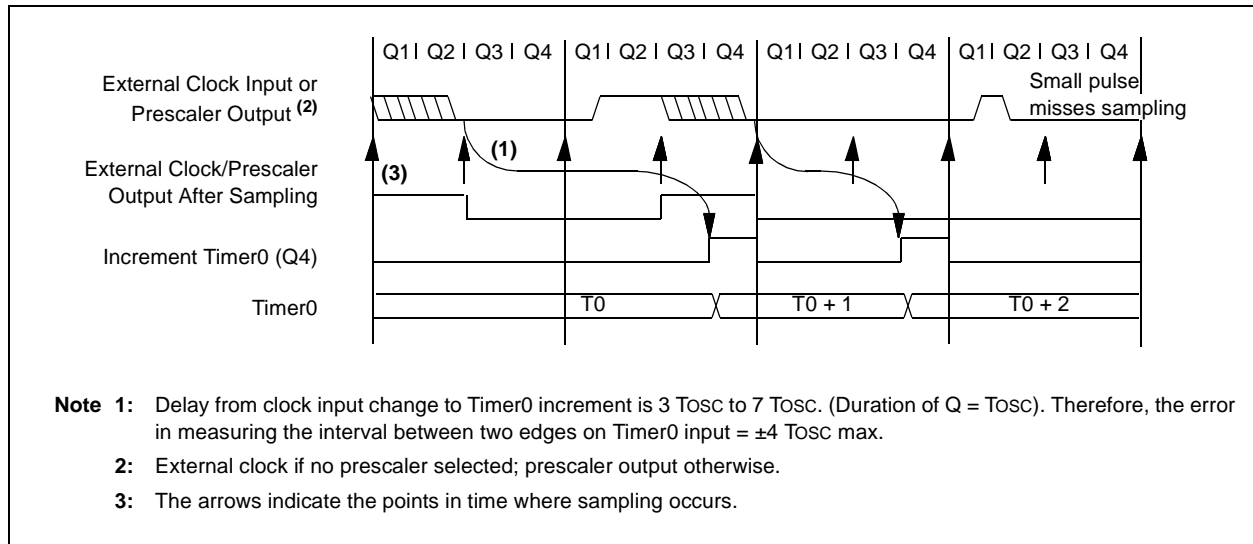 Q1 | Q2 | Q3 | Q4 Q1 | Q2 | Q3 | Q4 Q1 | Q2 | Q3 | Q4 Q1 | Q2 | Q3 | Q4
External Clock Input or
Prescaler Output (2)
Small pulse
misses sampling
(1)
External Clock/Prescaler
Output After Sampling
(3)
Increment Timer0 (Q4)
Timer0
T0 T0 + 1 T0 + 2
Note 1: Delay from clock input change to Timer0 increment is 3 TOSC to 7 TOSC. (Duration of Q = TOSC). Therefore, the error
in measuring the interval between two edges on Timer0 input = ±4 TOSC max.
2: External clock if no prescaler selected; prescaler output otherwise.
3: The arrows indicate the points in time where sampling occurs.